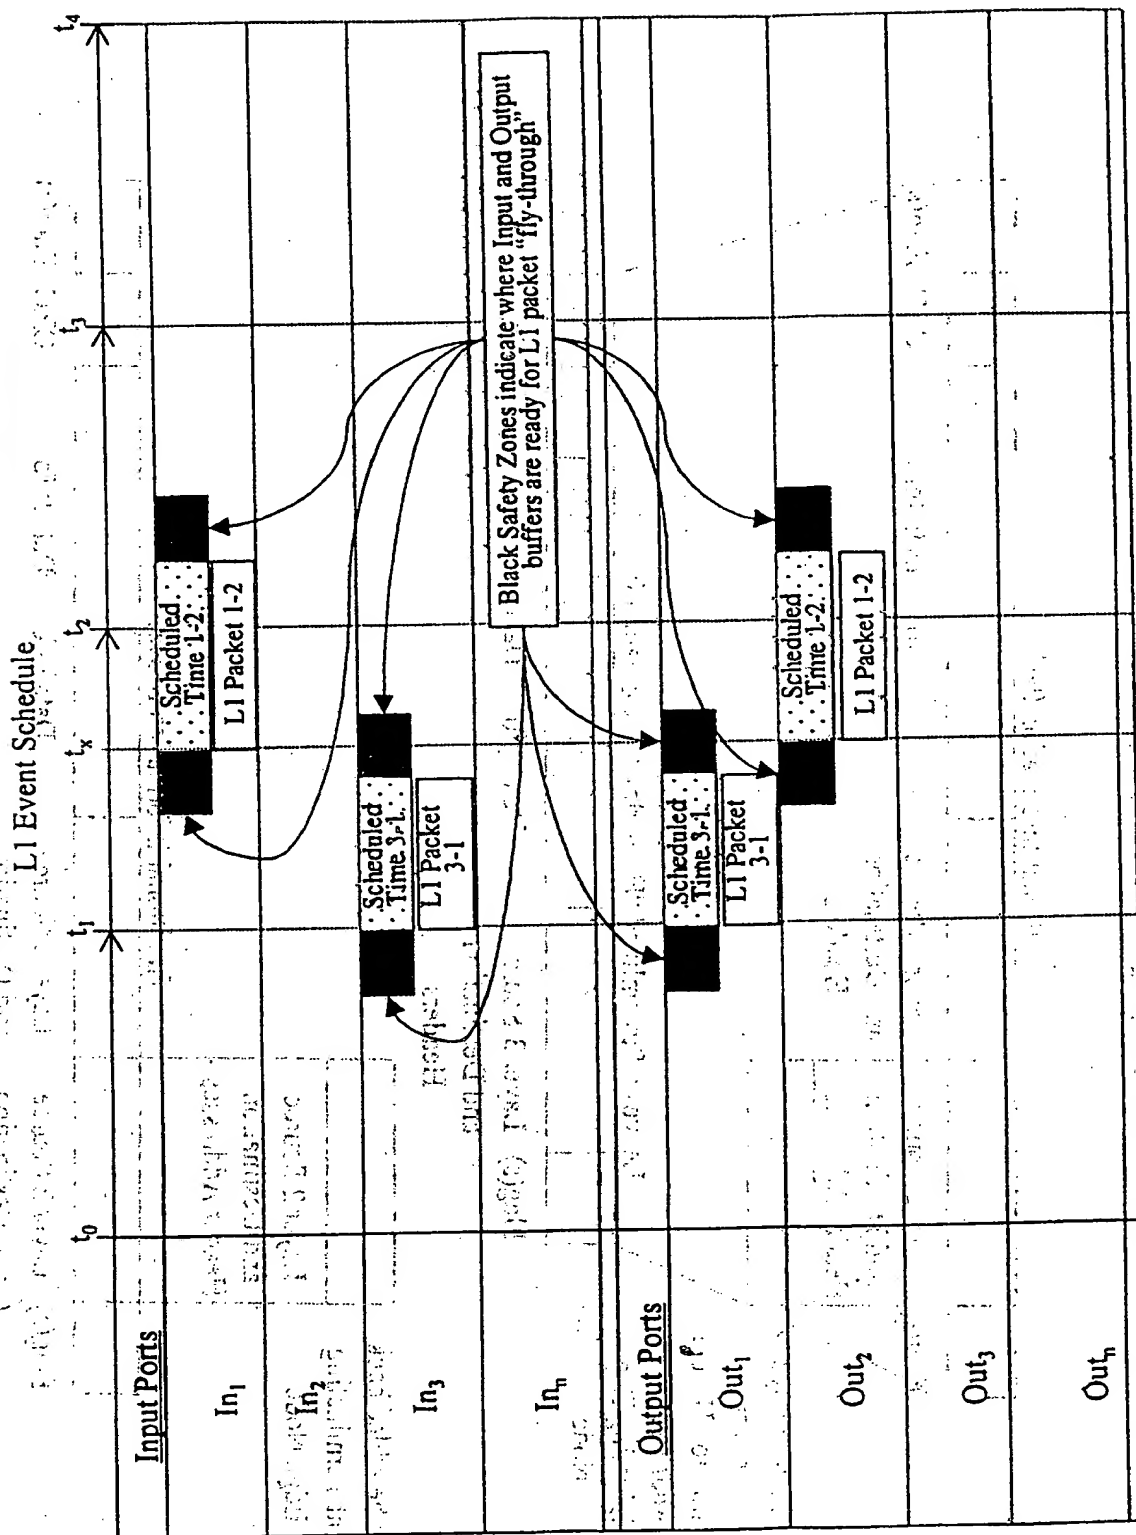 L1 Event Schedule
t0
t1
tx
t2
t3
t4
Input Ports
In1
Scheduled
Time 1-2
L1 Packet 1-2
In2
In3
Scheduled
Time 3-1
L1 Packet
3-1
Inn
Black Safety Zones indicate where Input and Output
buffers are ready for L1 packet "fly-through"
Output Ports
Out1
Scheduled
Time 3-1
L1 Packet
3-1
Out2
Scheduled
Time 1-2
L1 Packet 1-2
Out3
Outn